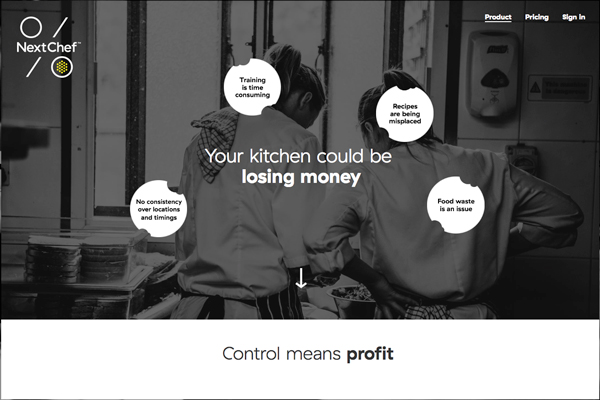 Product Pricing Sign in
NextChef™
Training
is time
consuming
Recipes
are being
misplaced
Your kitchen could be
losing money
No consistency
over locations
and timings
Food waste
is an issue
Control means profit